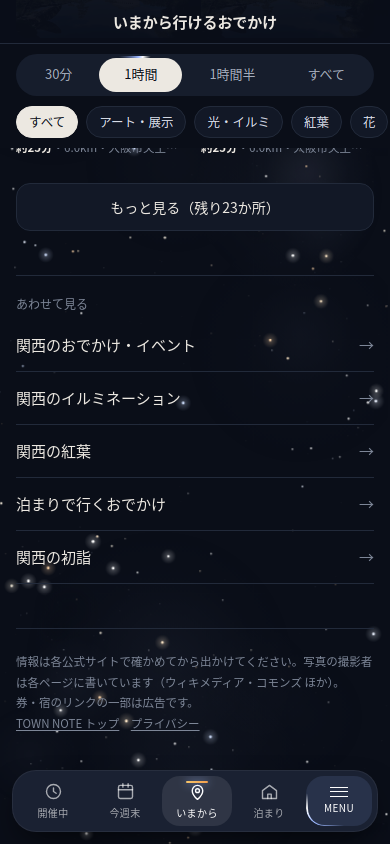 いまから行けるおでかけ
30分 1時間 1時間半 すべて
すべて アート・展示 光・イルミ 紅葉 花
もっと見る（残り23か所）
あわせて見る
関西のおでかけ・イベント →
関西のイルミネーション →
関西の紅葉 →
泊まりで行くおでかけ →
関西の初詣 →
情報は各公式サイトで確かめてから出かけてください。写真の撮影者
は各ページに書いています（ウィキメディア・コモンズ ほか）。
券・宿のリンクの一部は広告です。
TOWN NOTE トップ ・ プライバシー
開催中 今週末 いまから 泊まり MENU